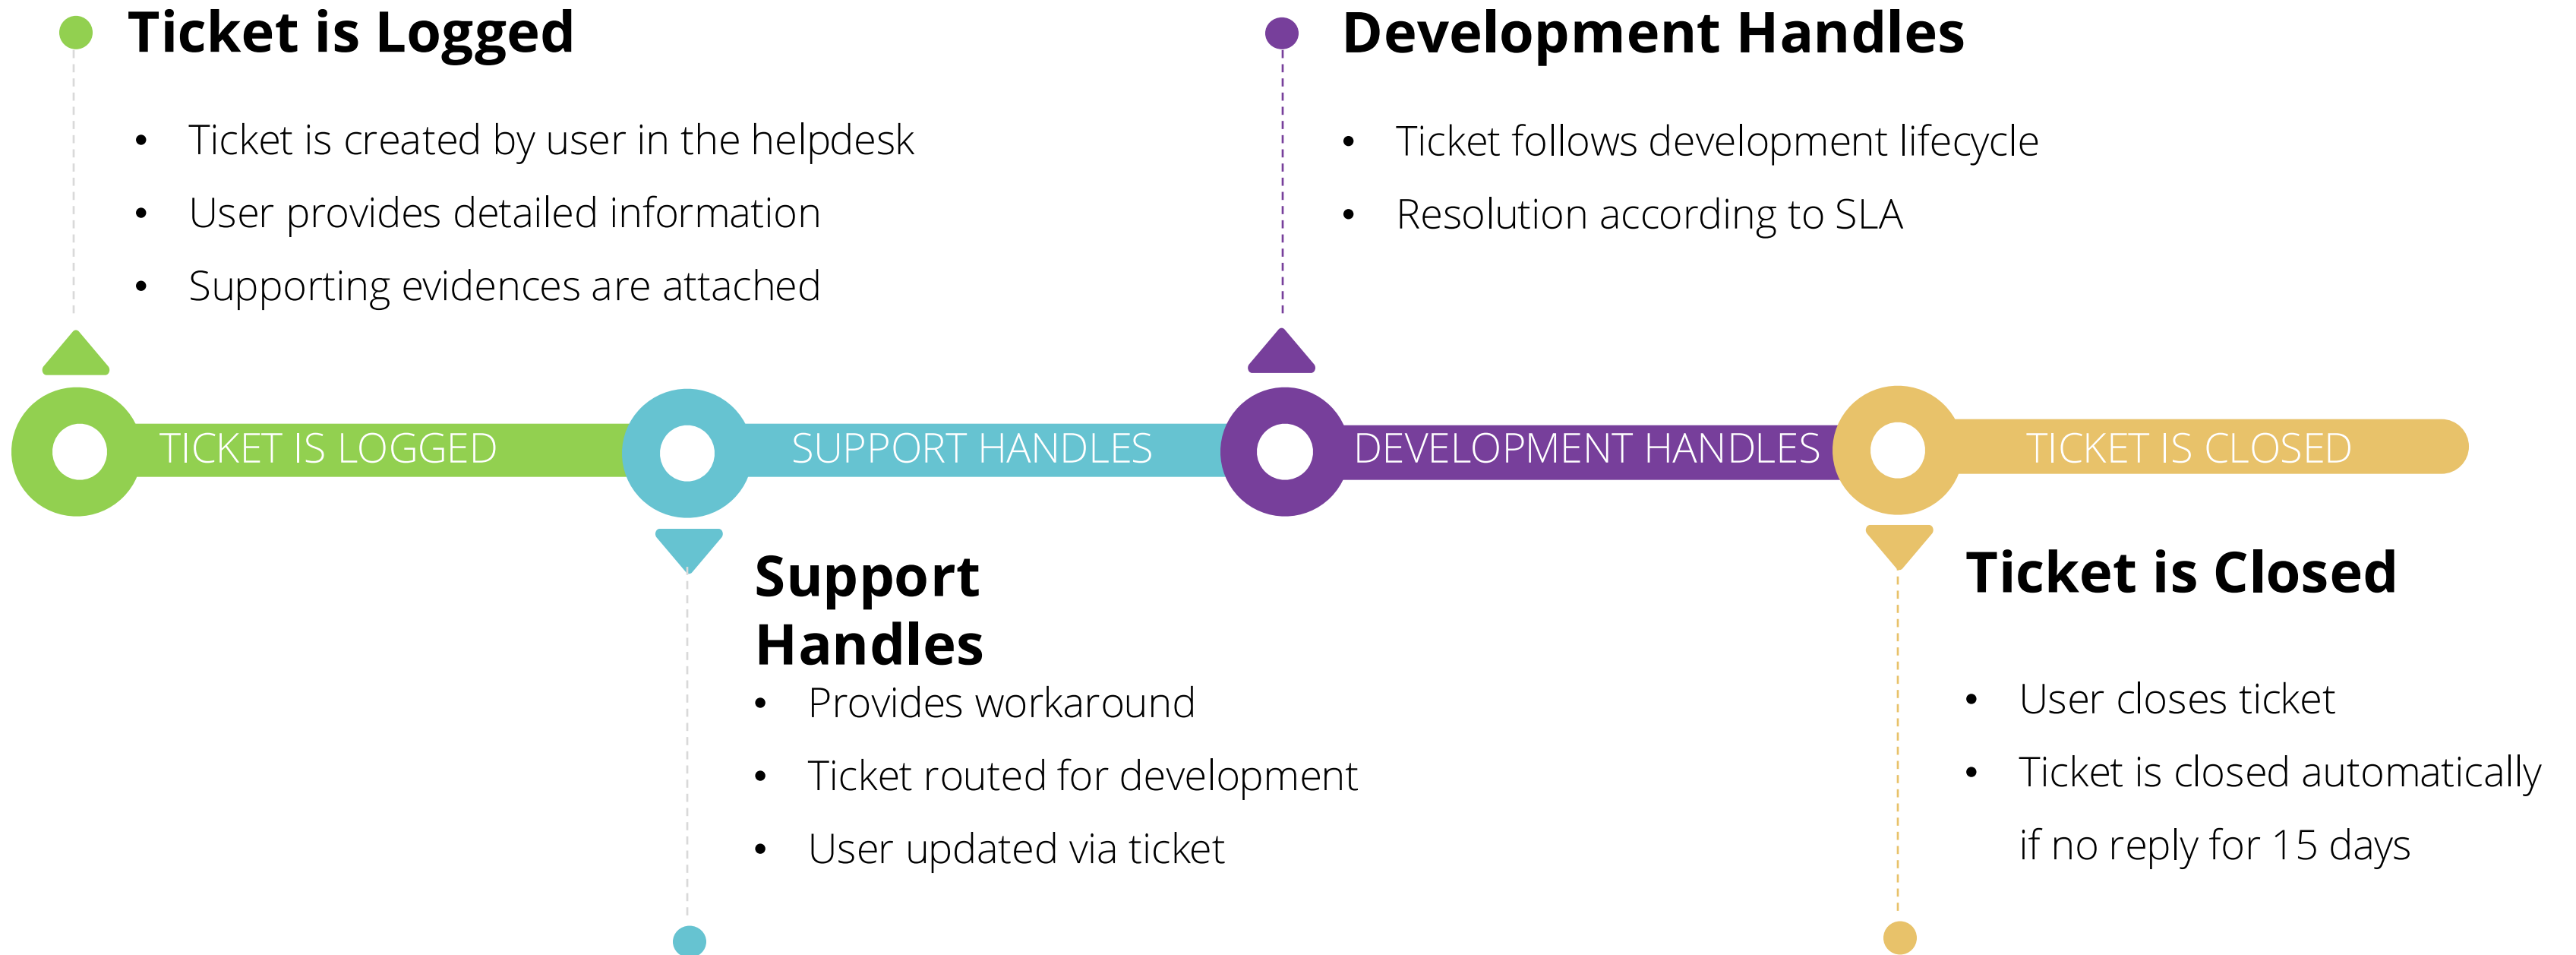 Ticket is Logged
• Ticket is created by user in the helpdesk
• User provides detailed information
• Supporting evidences are attached
Development Handles
• Ticket follows development lifecycle
• Resolution according to SLA
TICKET IS LOGGED
SUPPORT HANDLES
DEVELOPMENT HANDLES
TICKET IS CLOSED
Support
Handles
• Provides workaround
• Ticket routed for development
• User updated via ticket
Ticket is Closed
• User closes ticket
• Ticket is closed automatically
if no reply for 15 days